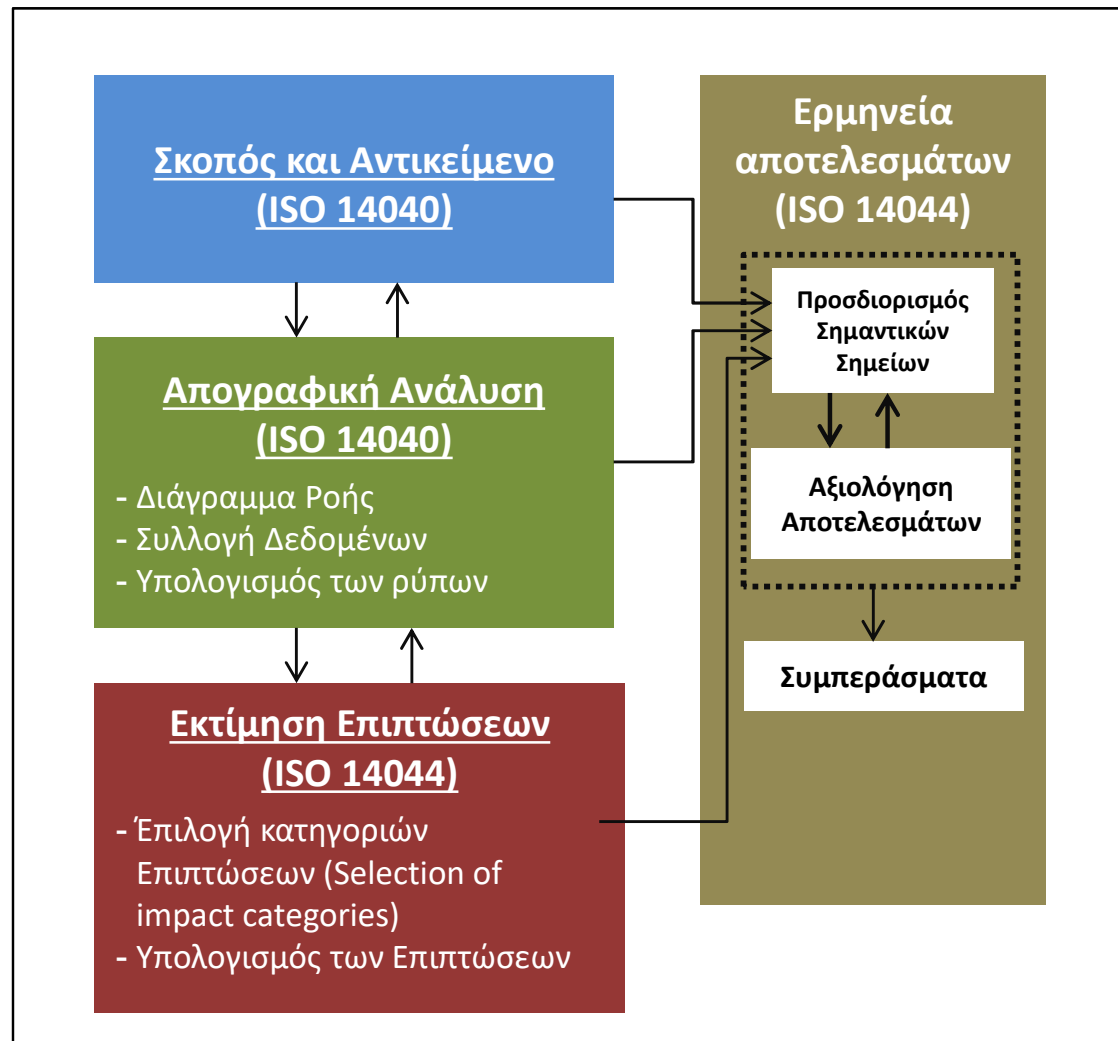 Σκοπός και Αντικείμενο
(ISO 14040)
Απογραφική Ανάλυση
(ISO 14040)
- Διάγραμμα Ροής
- Συλλογή Δεδομένων
- Υπολογισμός των ρύπων
Εκτίμηση Επιπτώσεων
(ISO 14044)
- Έπιλογή κατηγοριών
Επιπτώσεων (Selection of
impact categories)
- Υπολογισμός των Επιπτώσεων
Ερμηνεία
αποτελεσμάτων
(ISO 14044)
Προσδιορισμός
Σημαντικών
Σημείων
Αξιολόγηση
Αποτελεσμάτων
Συμπεράσματα